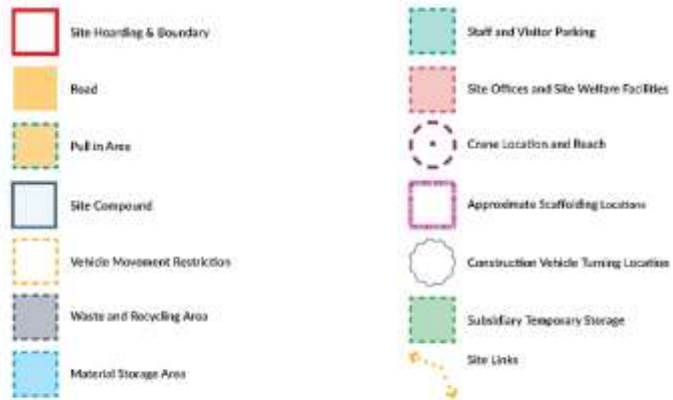 Site Hoarding & Boundary
Road
Pull in Area
Site Compound
Vehicle Movement Restriction
Waste and Recycling Area
Material Storage Area
Staff and Visitor Parking
Site Offices and Site Welfare Facilities
Crane Location and Reach
Approximate Scaffolding Locations
Construction Vehicle Turning Location
Subsidiary Temporary Storage
Site Links